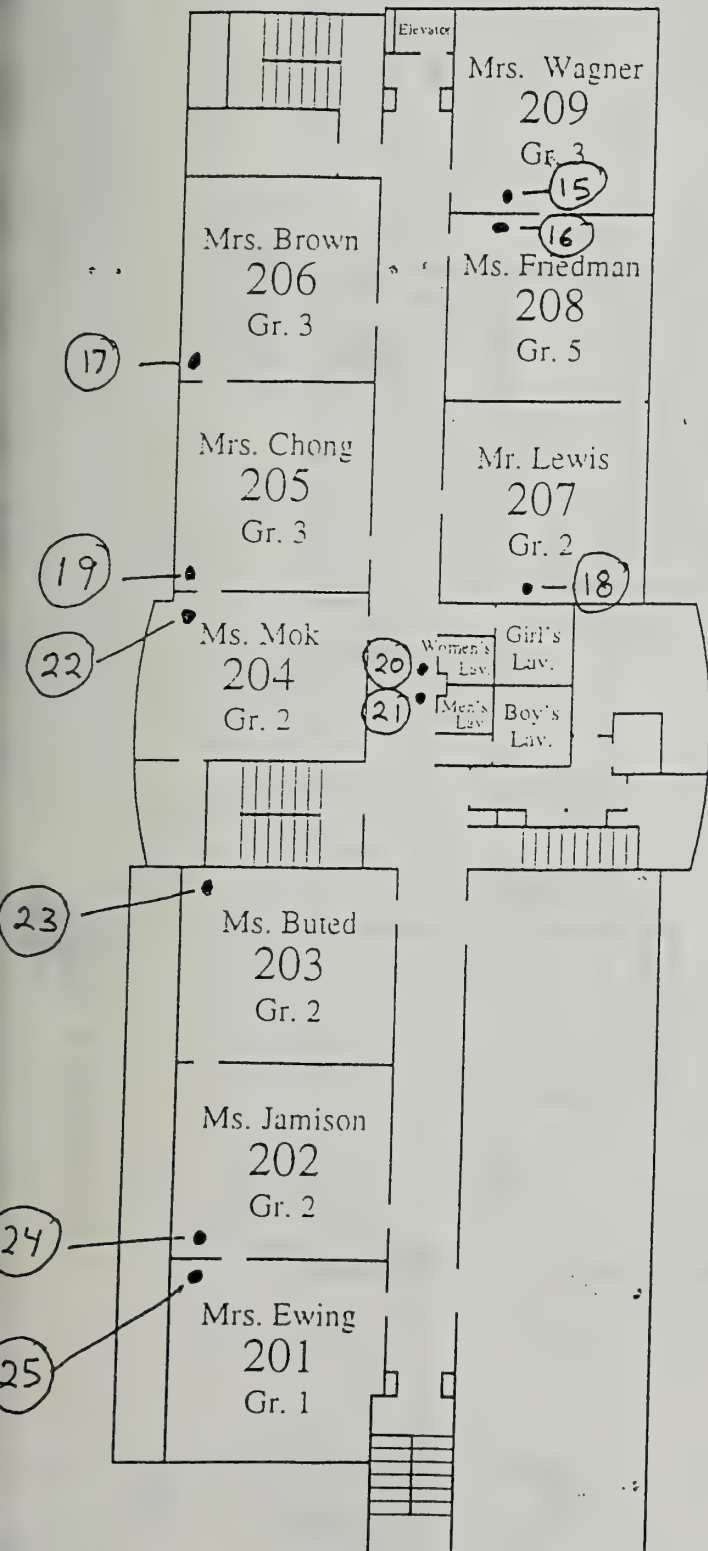 Elevator
Mrs. Wagner
209
Gr. 3
15
16
Mrs. Brown
206
Gr. 3
Ms. Friedman
208
Gr. 5
17
Mrs. Chong
205
Gr. 3
Mr. Lewis
207
Gr. 2
19
18
22
Ms. Mok
204
Gr. 2
20
21
Women's
Lav.
Girl's
Lav.
Men's
Lav.
Boy's
Lav.
23
Ms. Buted
203
Gr. 2
Ms. Jamison
202
Gr. 2
24
25
Mrs. Ewing
201
Gr. 1